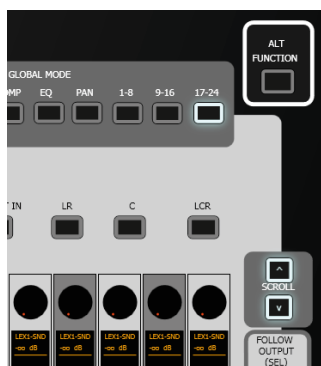 ALT
FUNCTION
GLOBAL MODE
EQ PAN 1-8 9-16 17-24
IN LR C LCR
SCROLL
LEX1-SND LEX1-SND LEX1-SND LEX1-SND LEX1-SND
-∞ dB -∞ dB -∞ dB -∞ dB -∞ dB
FOLLOW
OUTPUT
(SEL)